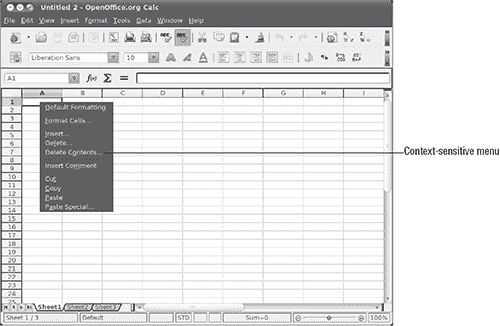 Untitled 2 - OpenOffice.org Calc
File Edit View Insert Format Tools Data Window Help
Liberation Sans 10
A1
A B C D E F G H I
1
2
3
4
5
6
7
8
9
10
11
12
13
14
15
16
17
18
19
20
21
22
23
24
25
Default Formatting
Format Cells...
Insert...
Delete...
Delete Contents...
Insert Comment
Cut
Copy
Paste
Paste Special...
Context-sensitive menu
Sheet1 Sheet2 Sheet3
Sheet 1 / 3 Default STD Sum=0 100%